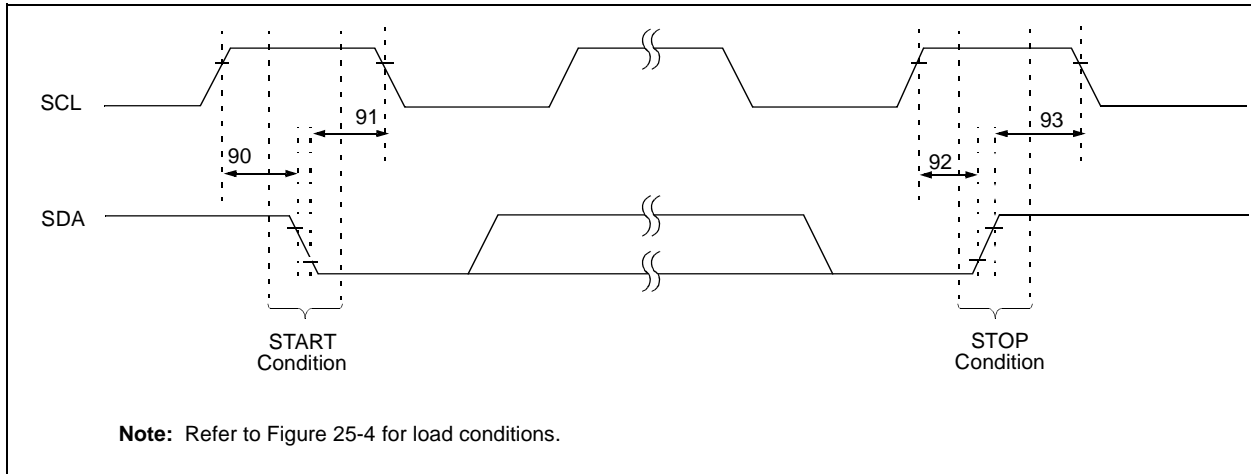 SCL
91
93
90
92
SDA
START
Condition
STOP
Condition
Note: Refer to Figure 25-4 for load conditions.